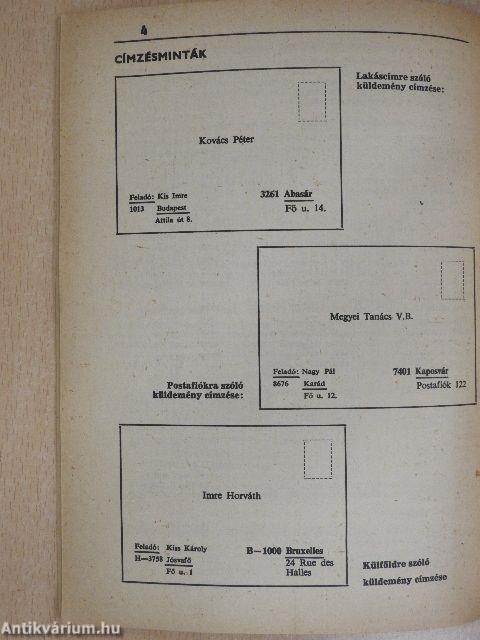 4
CÍMZÉSMINTÁK
Lakáscímre szóló
küldemény címzése:
Kovács Péter
Feladó: Kis Imre
1013 Budapest
Attila út 8.
3261 Abasár
Fő u. 14.
Megyei Tanács V.B.
Feladó: Nagy Pál
8676 Karád
Fő u. 12.
7401 Kaposvár
Postafiók 122
Postafiókra szóló
küldemény címzése:
Imre Horváth
Feladó: Kiss Károly
H—3758 Jósvafő
Fő u. 1
B—1000 Bruxelles
24 Rue des
Halles
Külföldre szóló
küldemény címzése
Antikvárium.hu